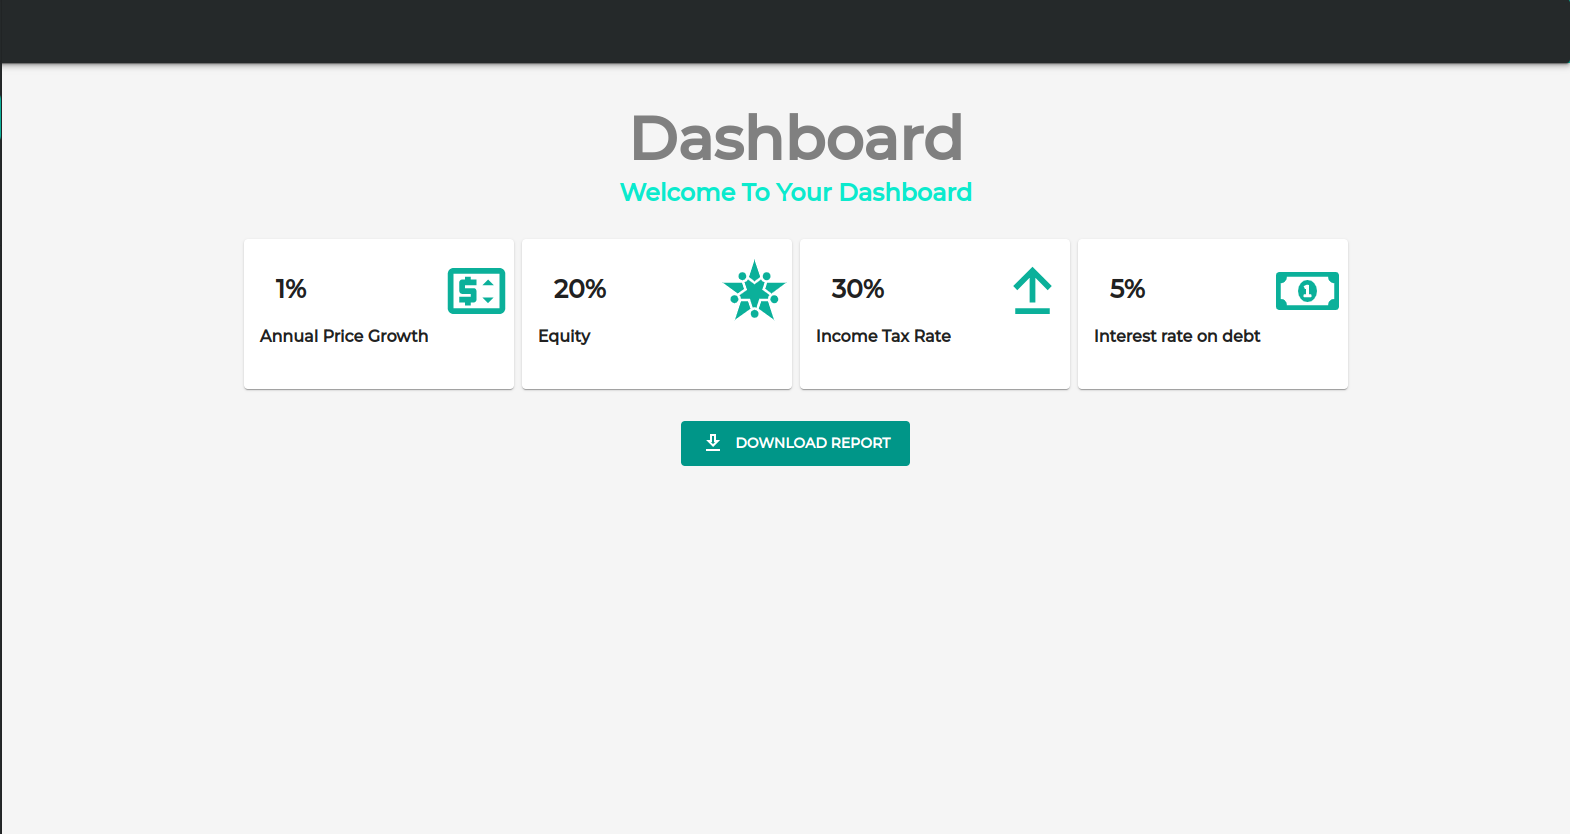 Dashboard
Welcome To Your Dashboard
1%
Annual Price Growth
20%
Equity
30%
Income Tax Rate
5%
Interest rate on debt
DOWNLOAD REPORT